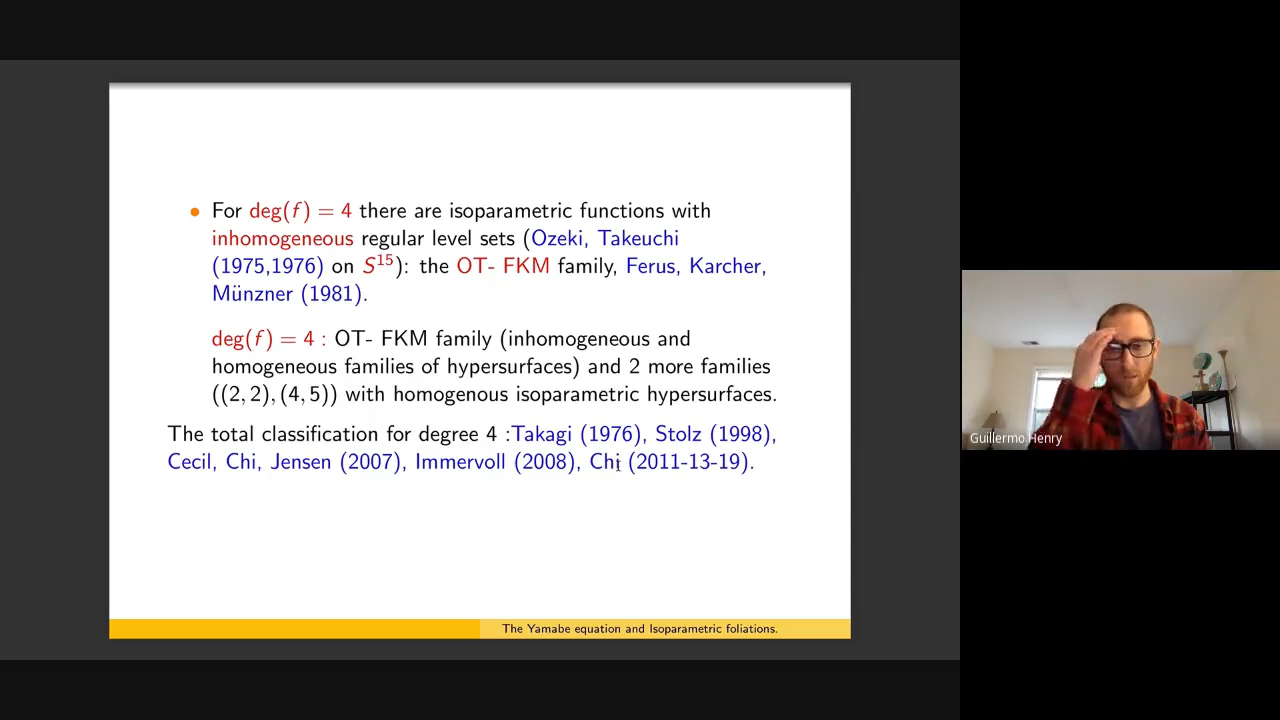 • For deg(f) = 4 there are isoparametric functions with
inhomogeneous regular level sets (Ozeki, Takeuchi
(1975,1976) on S¹⁵): the OT- FKM family, Ferus, Karcher,
Münzner (1981).
deg(f) = 4 : OT- FKM family (inhomogeneous and
homogeneous families of hypersurfaces) and 2 more families
((2, 2), (4, 5)) with homogenous isoparametric hypersurfaces.
The total classification for degree 4 :Takagi (1976), Stolz (1998),
Cecil, Chi, Jensen (2007), Immervoll (2008), Chi (2011-13-19).
The Yamabe equation and Isoparametric foliations.
Guillermo Henry